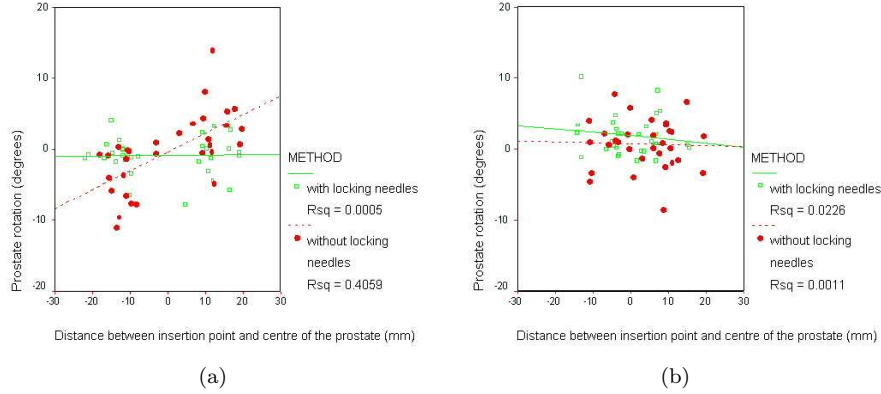 20
10
0
-10
-20
-30
-20
-10
0
10
20
30
Prostate rotation (degrees)
Distance between insertion point and centre of the prostate (mm)
METHOD
with locking needles
Rsq = 0.0005
without locking
needles
Rsq = 0.4059
(a)
20
10
0
-10
-20
-30
-20
-10
0
10
20
30
Prostate rotation (degrees)
Distance between insertion point and centre of the prostate (mm)
METHOD
with locking needles
Rsq = 0.0226
without locking
needles
Rsq = 0.0011
(b)